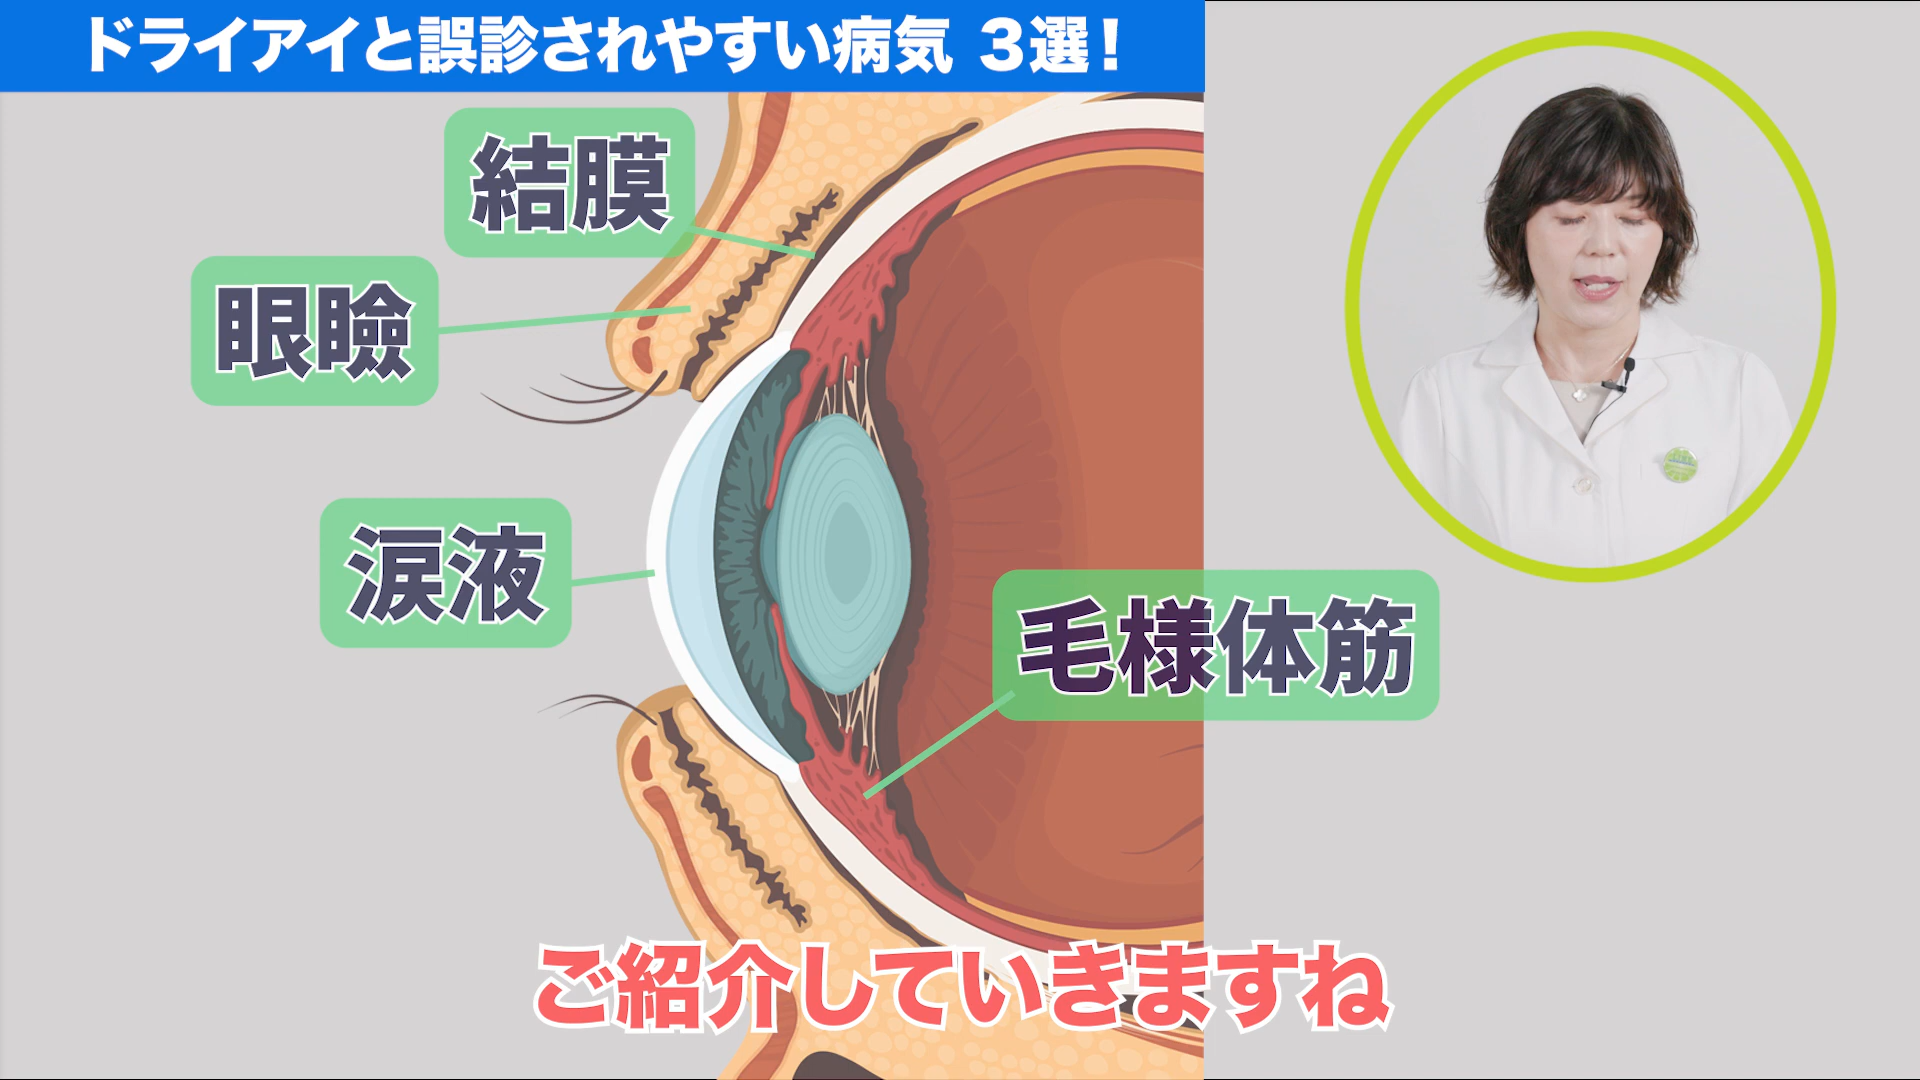 ドライアイと誤診されやすい病気 3選！
結膜
眼瞼
涙液
毛様体筋
ご紹介していきますね